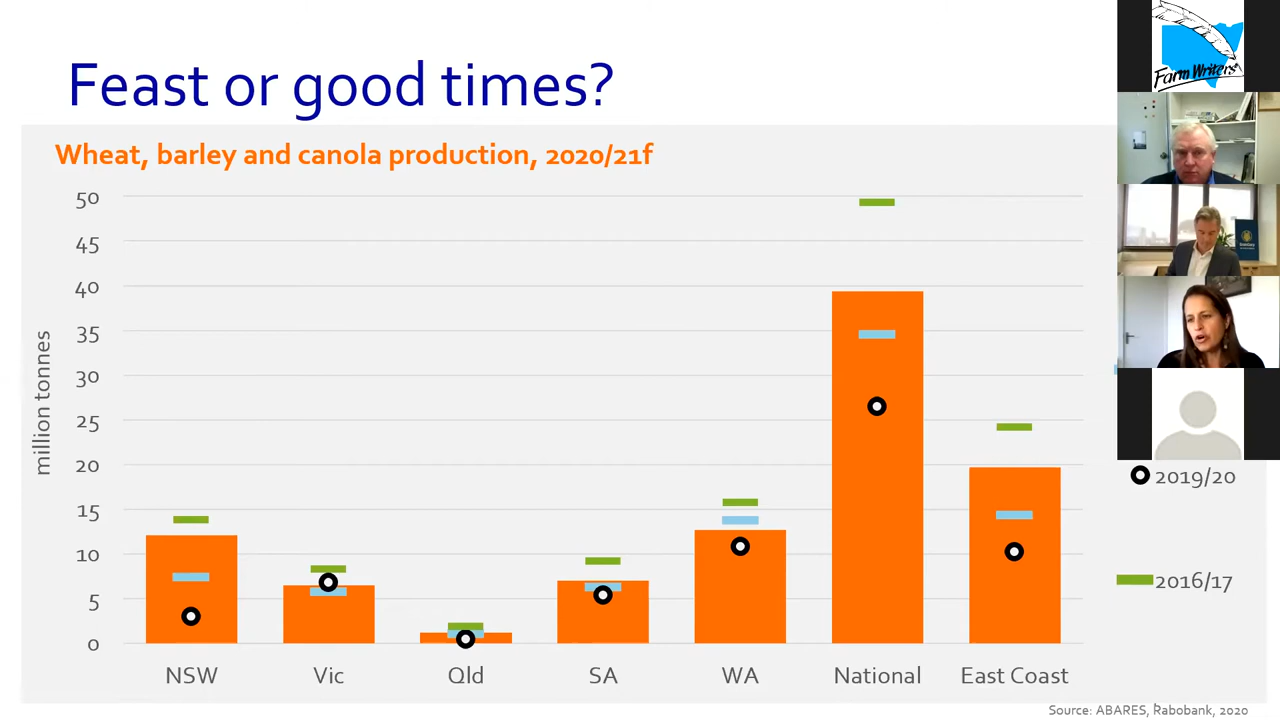 Feast or good times?
Wheat, barley and canola production, 2020/21f
million tonnes
50
45
40
35
30
25
20
15
10
5
0
NSW
Vic
Qld
SA
WA
National
East Coast
2019/20
2016/17
Source: ABARES, Rabobank, 2020
Farm Writers'